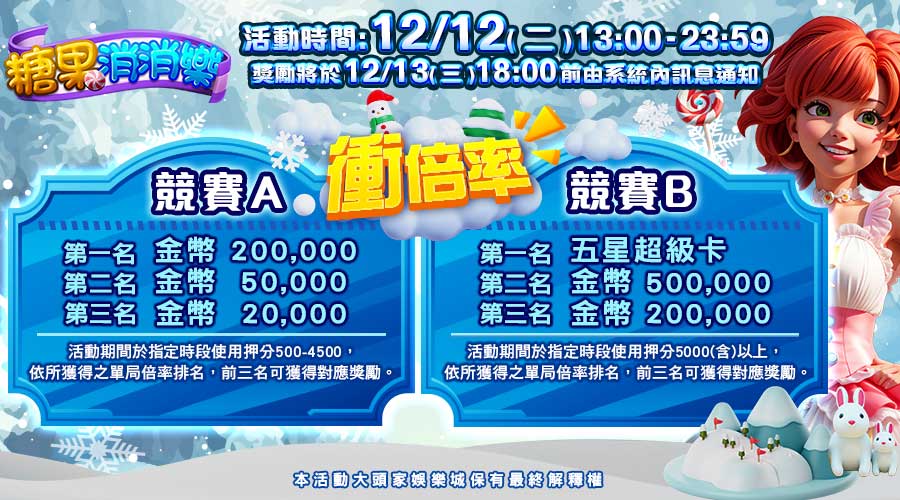 糖果消消樂
活動時間:12/12(二)13:00-23:59
獎勵將於12/13(三)18:00前由系統內訊息通知
衝倍率
競賽A
第一名 金幣 200,000
第二名 金幣 50,000
第三名 金幣 20,000
活動期間於指定時段使用押分500-4500，
依所獲得之單局倍率排名，前三名可獲得對應獎勵。
競賽B
第一名 五星超級卡
第二名 金幣 500,000
第三名 金幣 200,000
活動期間於指定時段使用押分5000(含)以上，
依所獲得之單局倍率排名，前三名可獲得對應獎勵。
本活動大頭家娛樂城保有最終解釋權